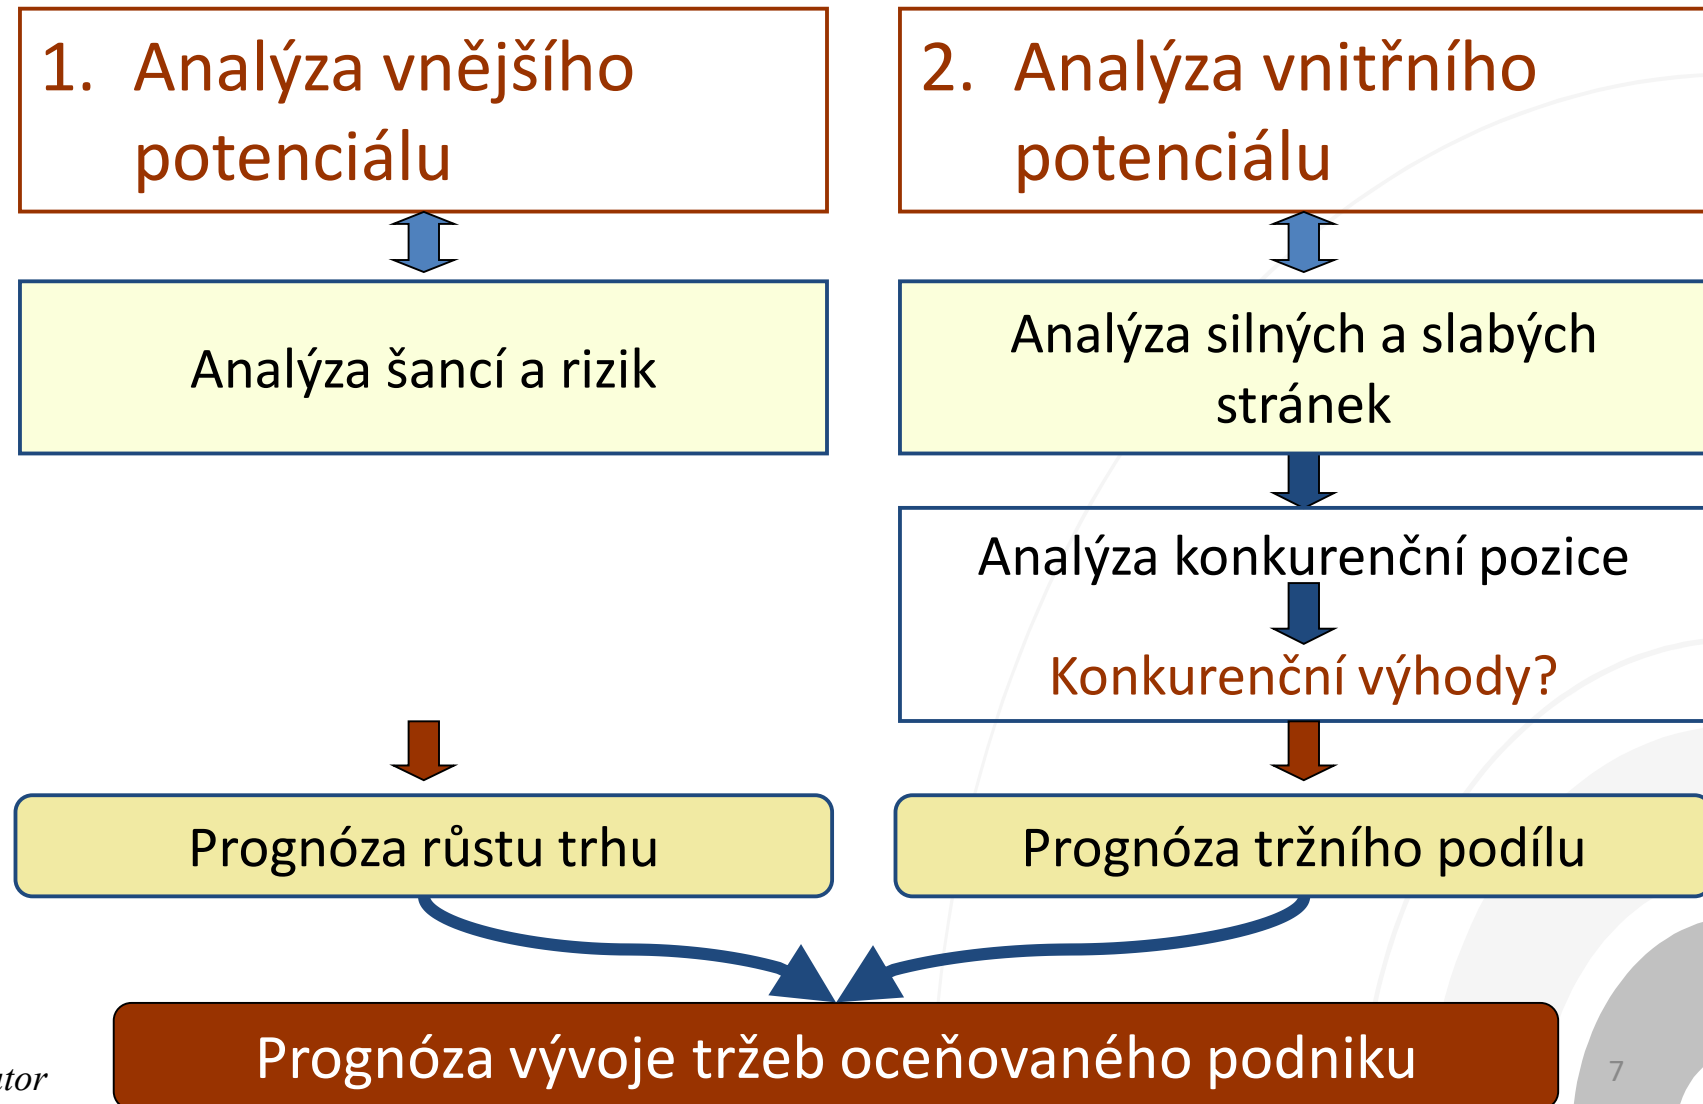 1. Analýza vnějšího
potenciálu
2. Analýza vnitřního
potenciálu
Analýza šancí a rizik
Analýza silných a slabých
stránek
Analýza konkurenční pozice
Konkurenční výhody?
Prognóza růstu trhu
Prognóza tržního podílu
Prognóza vývoje tržeb oceňovaného podniku
7